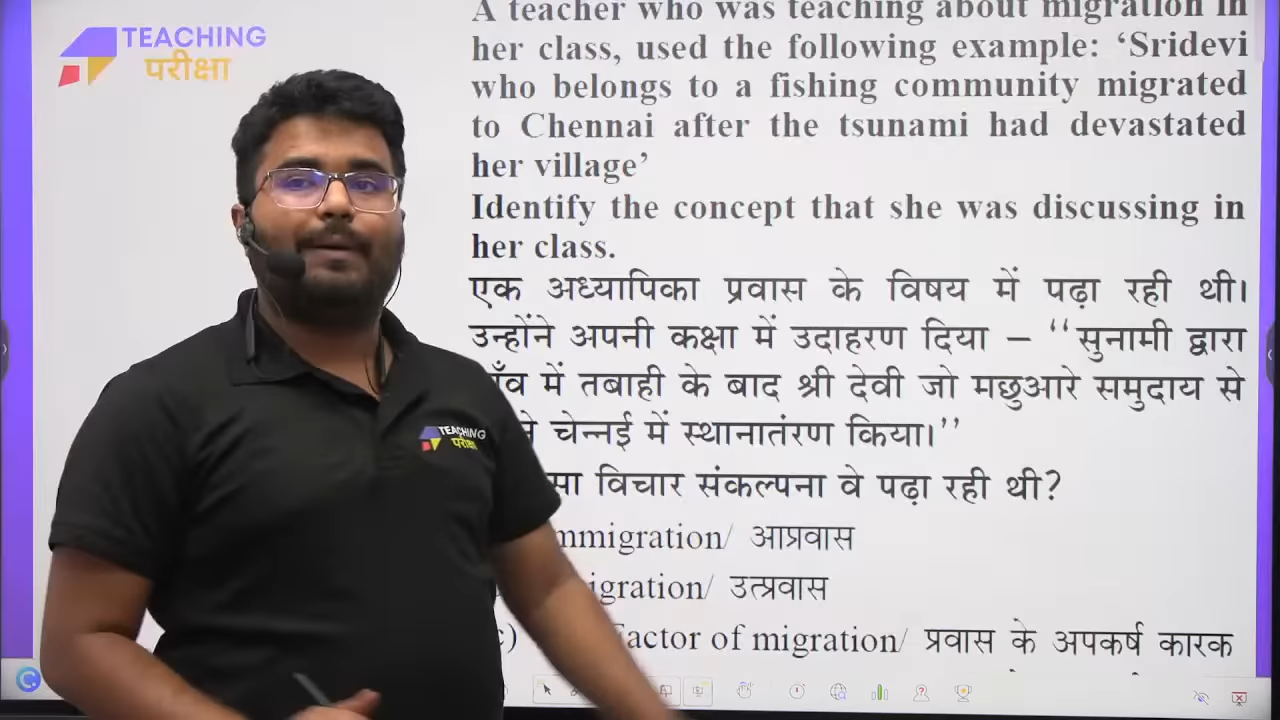 TEACHING
परीक्षा
A teacher who was teaching about migration in
her class, used the following example: ‘Sridevi
who belongs to a fishing community migrated
to Chennai after the tsunami had devastated
her village’
Identify the concept that she was discussing in
her class.
एक अध्यापिका प्रवास के विषय में पढ़ा रही थी।
उन्होंने अपनी कक्षा में उदाहरण दिया – ‘‘सुनामी द्वारा
में तबाही के बाद श्री देवी जो मछुआरे समुदाय से
चेन्नई में स्थानातंरण किया।’’
विचार संकल्पना वे पढ़ा रही थी?
mmigration/ आप्रवास
igration/ उत्प्रवास
c) Factor of migration/ प्रवास के अपकर्ष कारक
TEACHING
परीक्षा